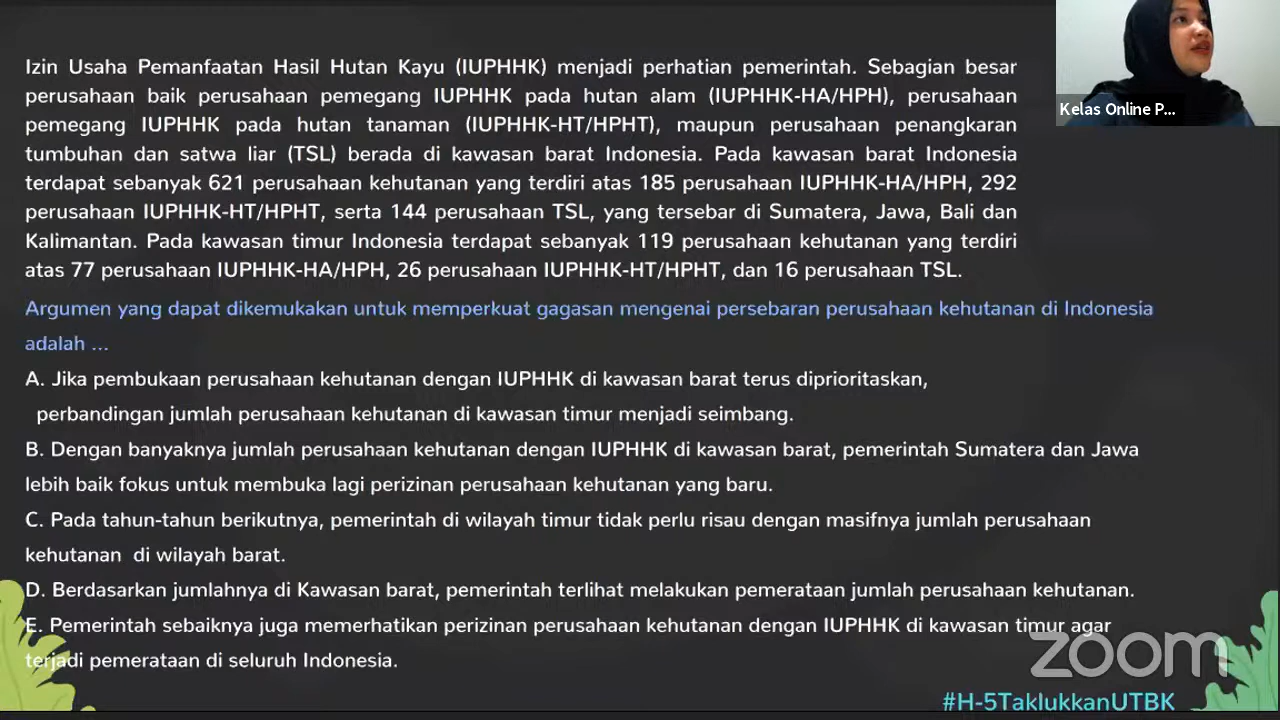 Izin Usaha Pemanfaatan Hasil Hutan Kayu (IUPHHK) menjadi perhatian pemerintah. Sebagian besar
perusahaan baik perusahaan pemegang IUPHHK pada hutan alam (IUPHHK-HA/HPH), perusahaan
pemegang IUPHHK pada hutan tanaman (IUPHHK-HT/HPHT), maupun perusahaan penangkaran
tumbuhan dan satwa liar (TSL) berada di kawasan barat Indonesia. Pada kawasan barat Indonesia
terdapat sebanyak 621 perusahaan kehutanan yang terdiri atas 185 perusahaan IUPHHK-HA/HPH, 292
perusahaan IUPHHK-HT/HPHT, serta 144 perusahaan TSL, yang tersebar di Sumatera, Jawa, Bali dan
Kalimantan. Pada kawasan timur Indonesia terdapat sebanyak 119 perusahaan kehutanan yang terdiri
atas 77 perusahaan IUPHHK-HA/HPH, 26 perusahaan IUPHHK-HT/HPHT, dan 16 perusahaan TSL.
Kelas Online P...
Argumen yang dapat dikemukakan untuk memperkuat gagasan mengenai persebaran perusahaan kehutanan di Indonesia
adalah ...
A. Jika pembukaan perusahaan kehutanan dengan IUPHHK di kawasan barat terus diprioritaskan,
perbandingan jumlah perusahaan kehutanan di kawasan timur menjadi seimbang.
B. Dengan banyaknya jumlah perusahaan kehutanan dengan IUPHHK di kawasan barat, pemerintah Sumatera dan Jawa
lebih baik fokus untuk membuka lagi perizinan perusahaan kehutanan yang baru.
C. Pada tahun-tahun berikutnya, pemerintah di wilayah timur tidak perlu risau dengan masifnya jumlah perusahaan
kehutanan di wilayah barat.
D. Berdasarkan jumlahnya di Kawasan barat, pemerintah terlihat melakukan pemerataan jumlah perusahaan kehutanan.
E. Pemerintah sebaiknya juga memerhatikan perizinan perusahaan kehutanan dengan IUPHHK di kawasan timur agar
terjadi pemerataan di seluruh Indonesia.
zoom
#H-5TaklukkanUTBK